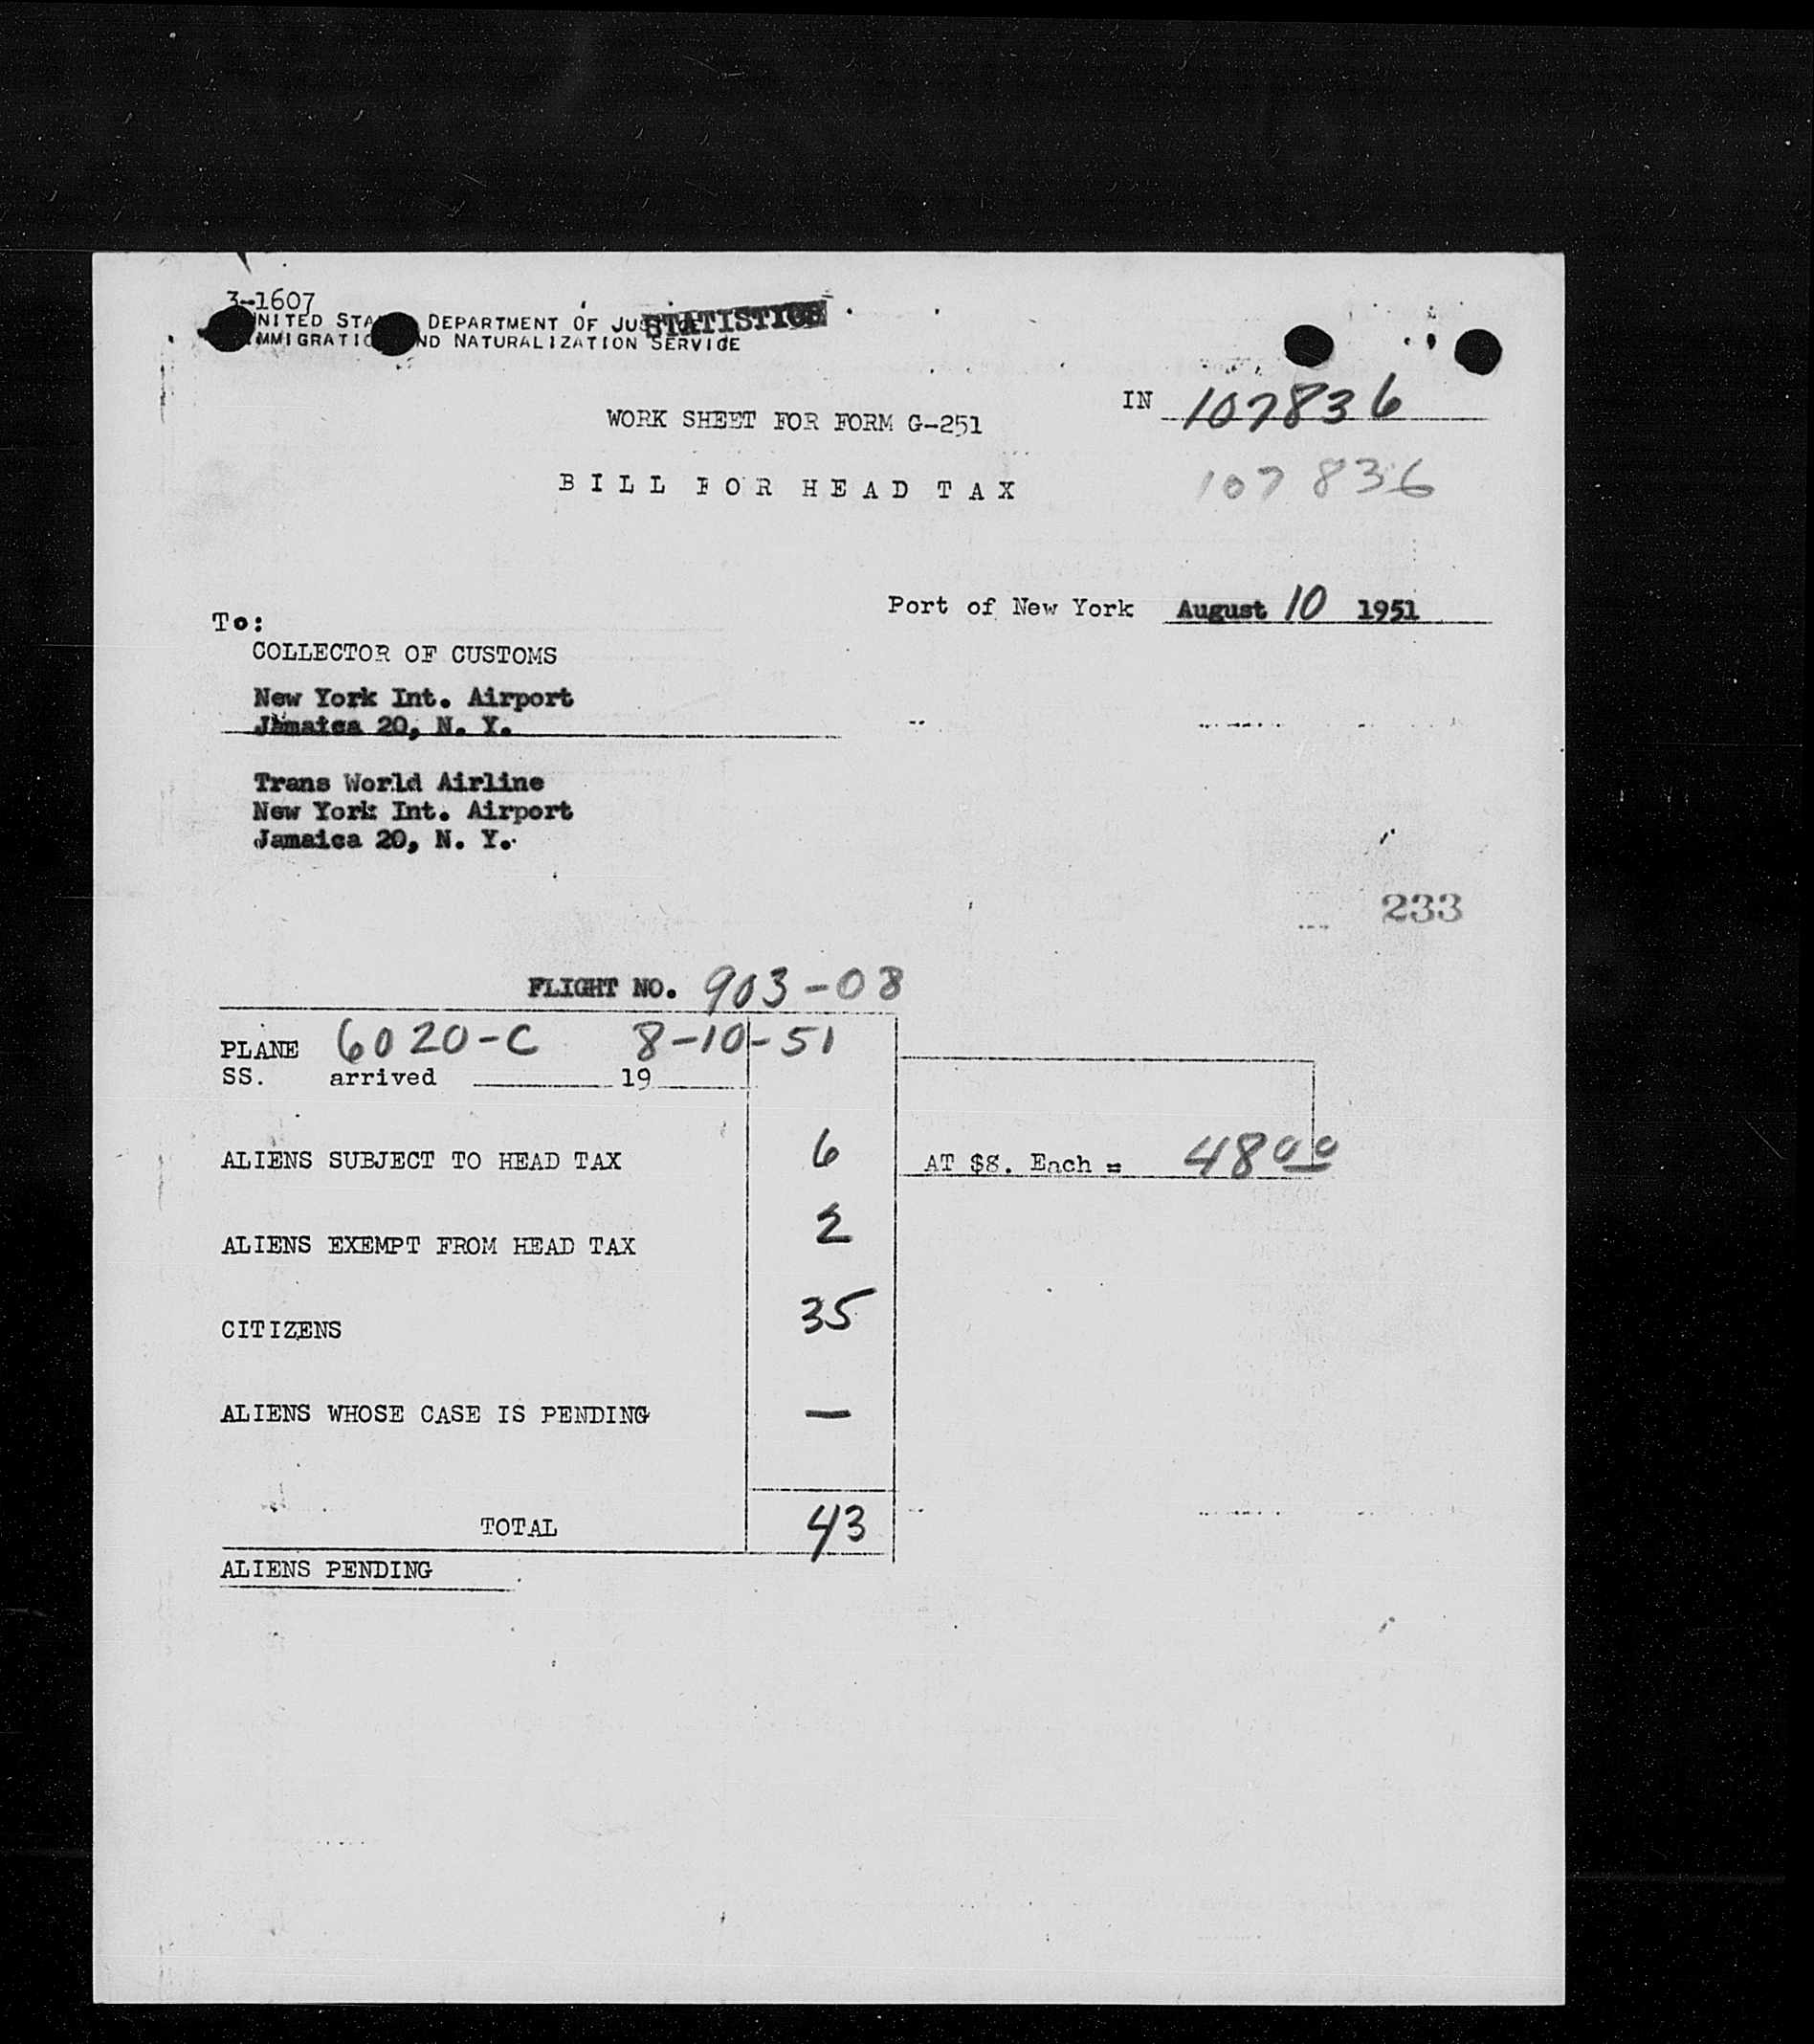 3-1607
UNITED STA DEPARTMENT OF JUS STATISTICS
IMMIGRATIO ND NATURALIZATION SERVICE
IN 107836
WORK SHEET FOR FORM G-251
107836
BILL FOR HEAD TAX
Port of New York August 10 1951
To:
COLLECTOR OF CUSTOMS
New York Int. Airport
Jamaica 20, N. Y.
Trans World Airline
New York Int. Airport
Jamaica 20, N. Y.
233
FLIGHT NO. 903-08
PLANE 6020-C 8-10-51
SS. arrived 19
ALIENS SUBJECT TO HEAD TAX 6 AT $8. Each = 48 00
ALIENS EXEMPT FROM HEAD TAX 2
CITIZENS 35
ALIENS WHOSE CASE IS PENDING —
TOTAL 43
ALIENS PENDING